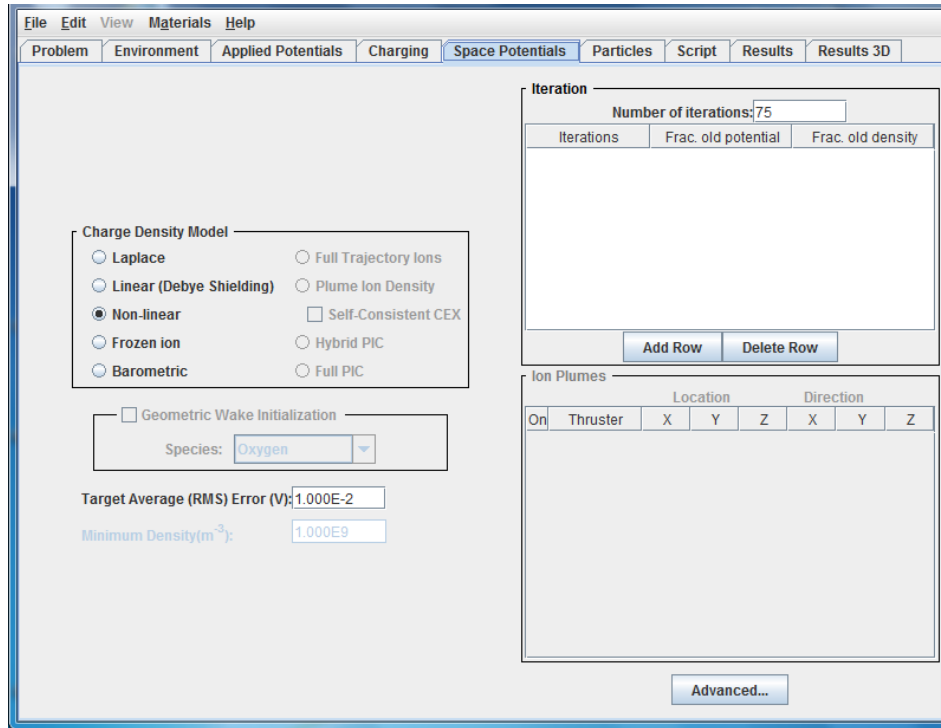 File Edit View Materials Help
Problem Environment Applied Potentials Charging Space Potentials Particles Script Results Results 3D
Charge Density Model
Laplace Full Trajectory Ions
Linear (Debye Shielding) Plume Ion Density
Non-linear Self-Consistent CEX
Frozen ion Hybrid PIC
Barometric Full PIC
Geometric Wake Initialization
Species: Oxygen
Target Average (RMS) Error (V): 1.000E-2
Minimum Density(m⁻³): 1.000E9
Iteration
Number of iterations: 75
Iterations Frac. old potential Frac. old density
Add Row Delete Row
Ion Plumes
Location Direction
On Thruster X Y Z X Y Z
Advanced...